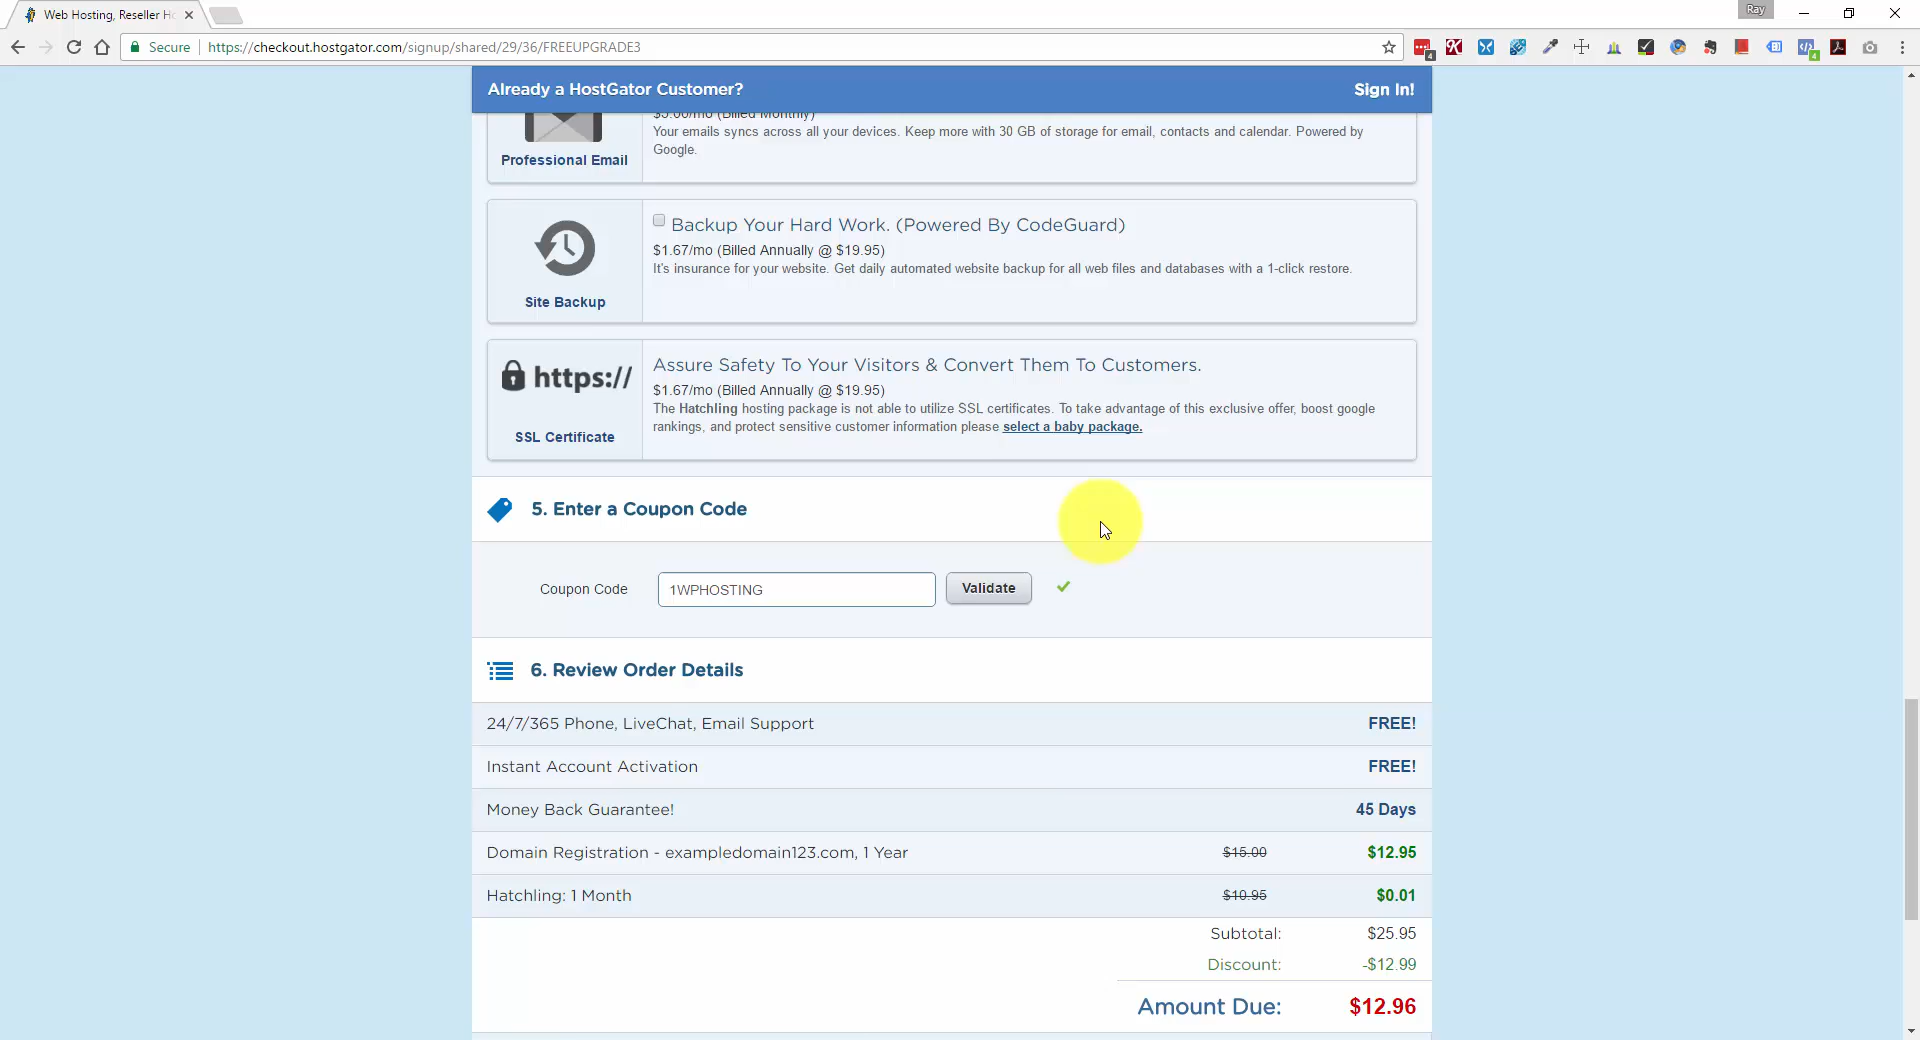 Web Hosting, Reseller Ho
Ray
Secure
https://checkout.hostgator.com/signup/shared/29/36/FREEUPGRADE3
4
4
Already a HostGator Customer?
Sign In!
$5.00/mo (Billed Monthly)
Your emails syncs across all your devices. Keep more with 30 GB of storage for email, contacts and calendar. Powered by
Google.
Professional Email
Backup Your Hard Work. (Powered By CodeGuard)
$1.67/mo (Billed Annually @ $19.95)
It's insurance for your website. Get daily automated website backup for all web files and databases with a 1-click restore.
Site Backup
https://
Assure Safety To Your Visitors & Convert Them To Customers.
$1.67/mo (Billed Annually @ $19.95)
The Hatchling hosting package is not able to utilize SSL certificates. To take advantage of this exclusive offer, boost google
rankings, and protect sensitive customer information please select a baby package.
SSL Certificate
5. Enter a Coupon Code
Coupon Code
1WPHOSTING
Validate
6. Review Order Details
24/7/365 Phone, LiveChat, Email Support FREE!
Instant Account Activation FREE!
Money Back Guarantee! 45 Days
Domain Registration - exampledomain123.com, 1 Year $15.00 $12.95
Hatchling: 1 Month $10.95 $0.01
Subtotal: $25.95
Discount: -$12.99
Amount Due: $12.96